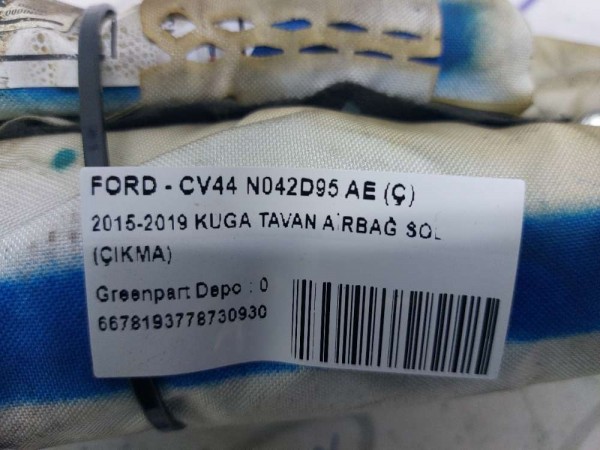 FORD - CV44 N042D95 AE (Ç)
2015-2019 KUGA TAVAN AİRBAĞ SOL
(ÇIKMA)
Greenpart Depo : 0
6678193778730930